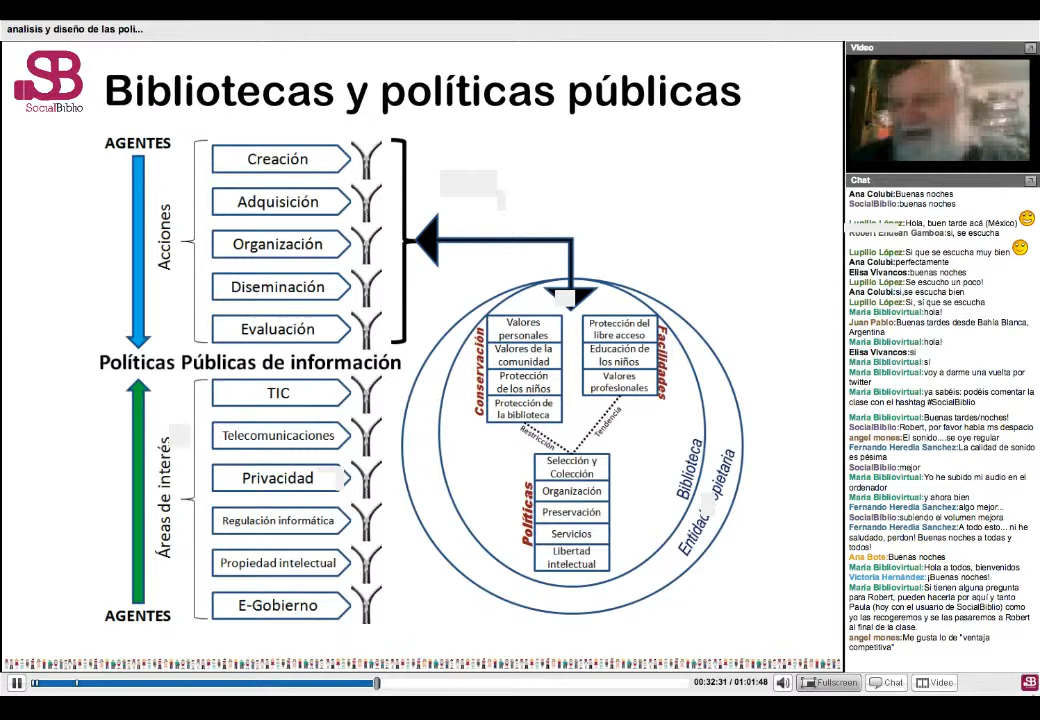 analisis y diseño de las poli...
SB
SocialBiblio
Bibliotecas y políticas públicas
AGENTES
Acciones
Creación
Adquisición
Organización
Diseminación
Evaluación
Políticas Públicas de información
TIC
Telecomunicaciones
Privacidad
Regulación informática
Propiedad intelectual
E-Gobierno
Áreas de interés
AGENTES
Conservación
Valores
personales
Valores de la
comunidad
Protección
de los niños
Protección de
la biblioteca
Facilidades
Protección del
libre acceso
Educación de
los niños
Valores
profesionales
Restricción
Tendencia
Políticas
Selección y
Colección
Organización
Preservación
Servicios
Libertad
intelectual
Biblioteca
Entidad
Video
Chat
Ana Colubi:Buenas noches
SocialBiblio:buenas noches
Lupillo López:Hola, buen tarde acá (México)
Robert Endean Gamboa:si, se escucha
Lupillo López:Si que se escucha muy bien
Ana Colubi:perfectamente
Elisa Vivancos:buenas noches
Lupillo López:Se escucho un poco!
Ana Colubi:si,se escucha bien
Lupillo López:Si, sí que se escucha
María Bibliovirtual:hola!
Juan Pablo:Buenas tardes desde Bahía Blanca,
Argentina
María Bibliovirtual:hola!
Elisa Vivancos:si
María Bibliovirtual:si
María Bibliovirtual:voy a darme una vuelta por
twitter
María Bibliovirtual:ya sabéis: podéis comentar la
clase con el hashtag #SocialBiblio
María Bibliovirtual:Buenas tardes/noches!
SocialBiblio:Robert, por favor habla ms despacio
angel mones:El sonido....se oye regular
Fernando Heredia Sanchez:La calidad de sonido
es pésima
SocialBiblio:mejor
María Bibliovirtual:Yo he subido mi audio en el
ordenador
María Bibliovirtual:y ahora bien
Fernando Heredia Sanchez:algo mejor...
SocialBiblio:subiendo el volumen mejora
Fernando Heredia Sanchez:A todo esto... ni he
saludado, perdon! Buenas noches a todas y
todos!
Ana Bote:Buenas noches
María Bibliovirtual:Hola a todos, bienvenidos
Victoria Hernández:¡Buenas noches!
María Bibliovirtual:Si tienen alguna pregunta
para Robert, pueden hacerla por aquí y tanto
Paula (hoy con el usuario de SocialBiblio) como
yo las recogeremos y se las pasaremos a Robert
al final de la clase.
angel mones:Me gusta lo de "ventaja
competitiva"
00:32:31 / 01:01:48
Fullscreen
Chat
Video
SB